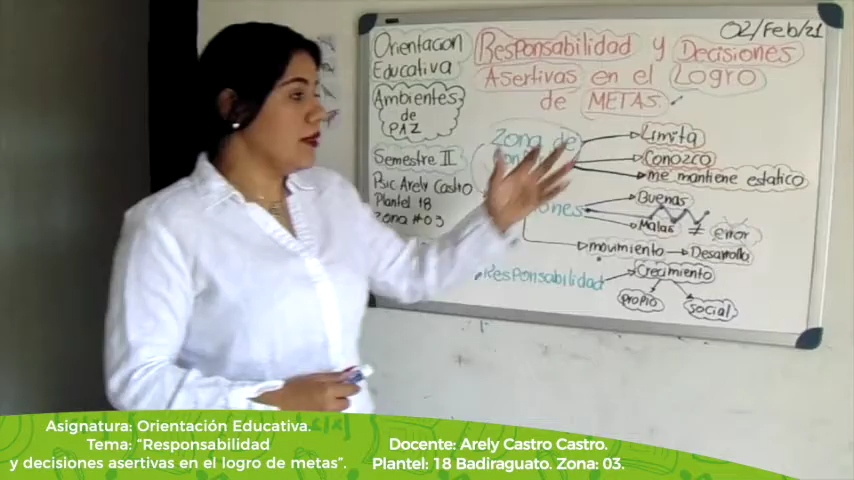 02/Feb/21
Orientación
Educativa
Ambientes
de
PAZ
Semestre II
Psic Arely Castro
Plantel 18
Zona #03
Responsabilidad y Decisiones
Asertivas en el Logro
de METAS.
Zona de
Limita
Conozco
me mantiene estatico
Buenas
Malas ≠ error
movimiento → Desarrollo
Responsabilidad
Crecimiento
propio
social
Asignatura: Orientación Educativa.
Tema: “Responsabilidad
y decisiones asertivas en el logro de metas”.
Docente: Arely Castro Castro.
Plantel: 18 Badiraguato. Zona: 03.